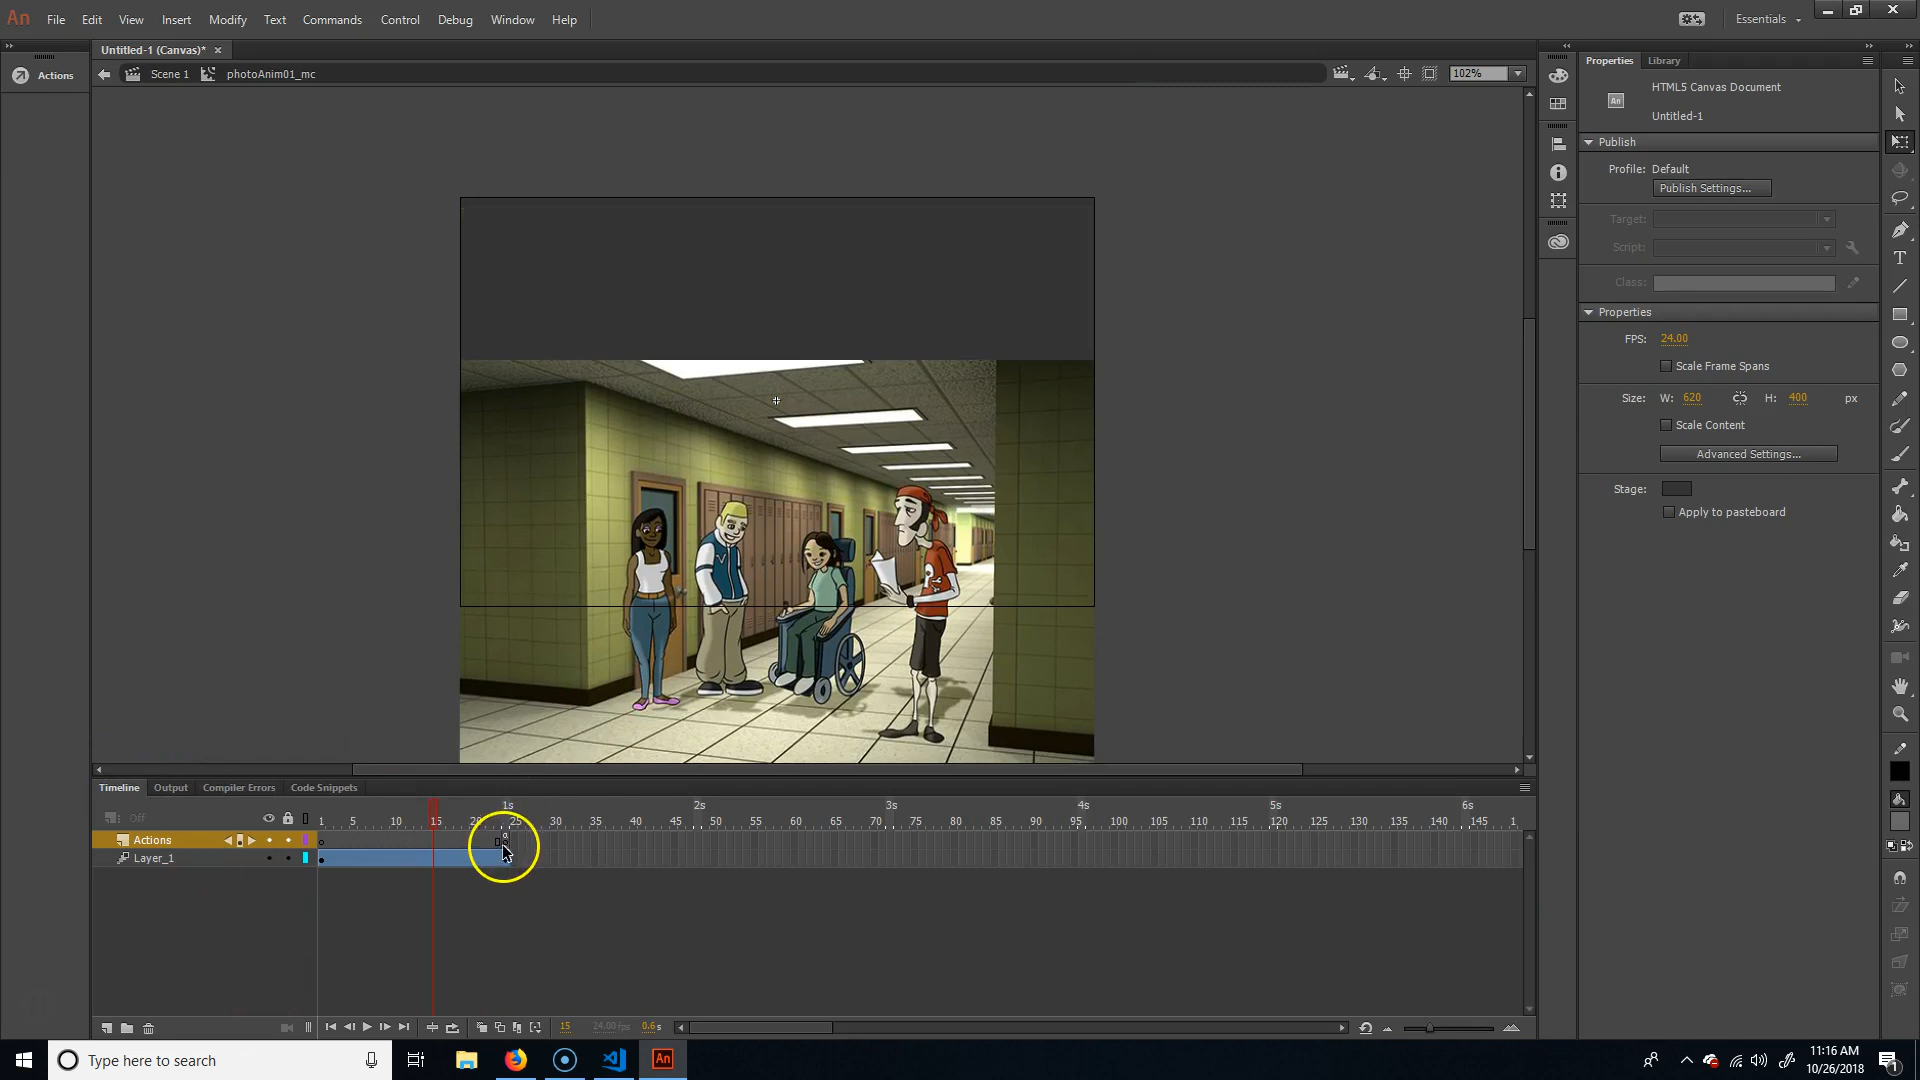 An File Edit View Insert Modify Text Commands Control Debug Window Help Essentials
Untitled-1 (Canvas)* × Properties Library
Actions Scene 1 photoAnim01_mc 102%
HTML5 Canvas Document
An
Untitled-1
Publish
Profile: Default
Publish Settings...
Target:
Script:
Class:
Properties
FPS: 24.00
Scale Frame Spans
Size: W: 620 H: 400 px
Scale Content
Advanced Settings...
Stage:
Apply to pasteboard
Timeline Output Compiler Errors Code Snippets
1s 2s 3s 4s 5s 6s
Off 1 5 10 15 20 25 30 35 40 45 50 55 60 65 70 75 80 85 90 95 100 105 110 115 120 125 130 135 140 145 1
Actions a
Layer_1
15 24.00 fps 0.6 s
Type here to search An 11:16 AM
10/26/2018 1